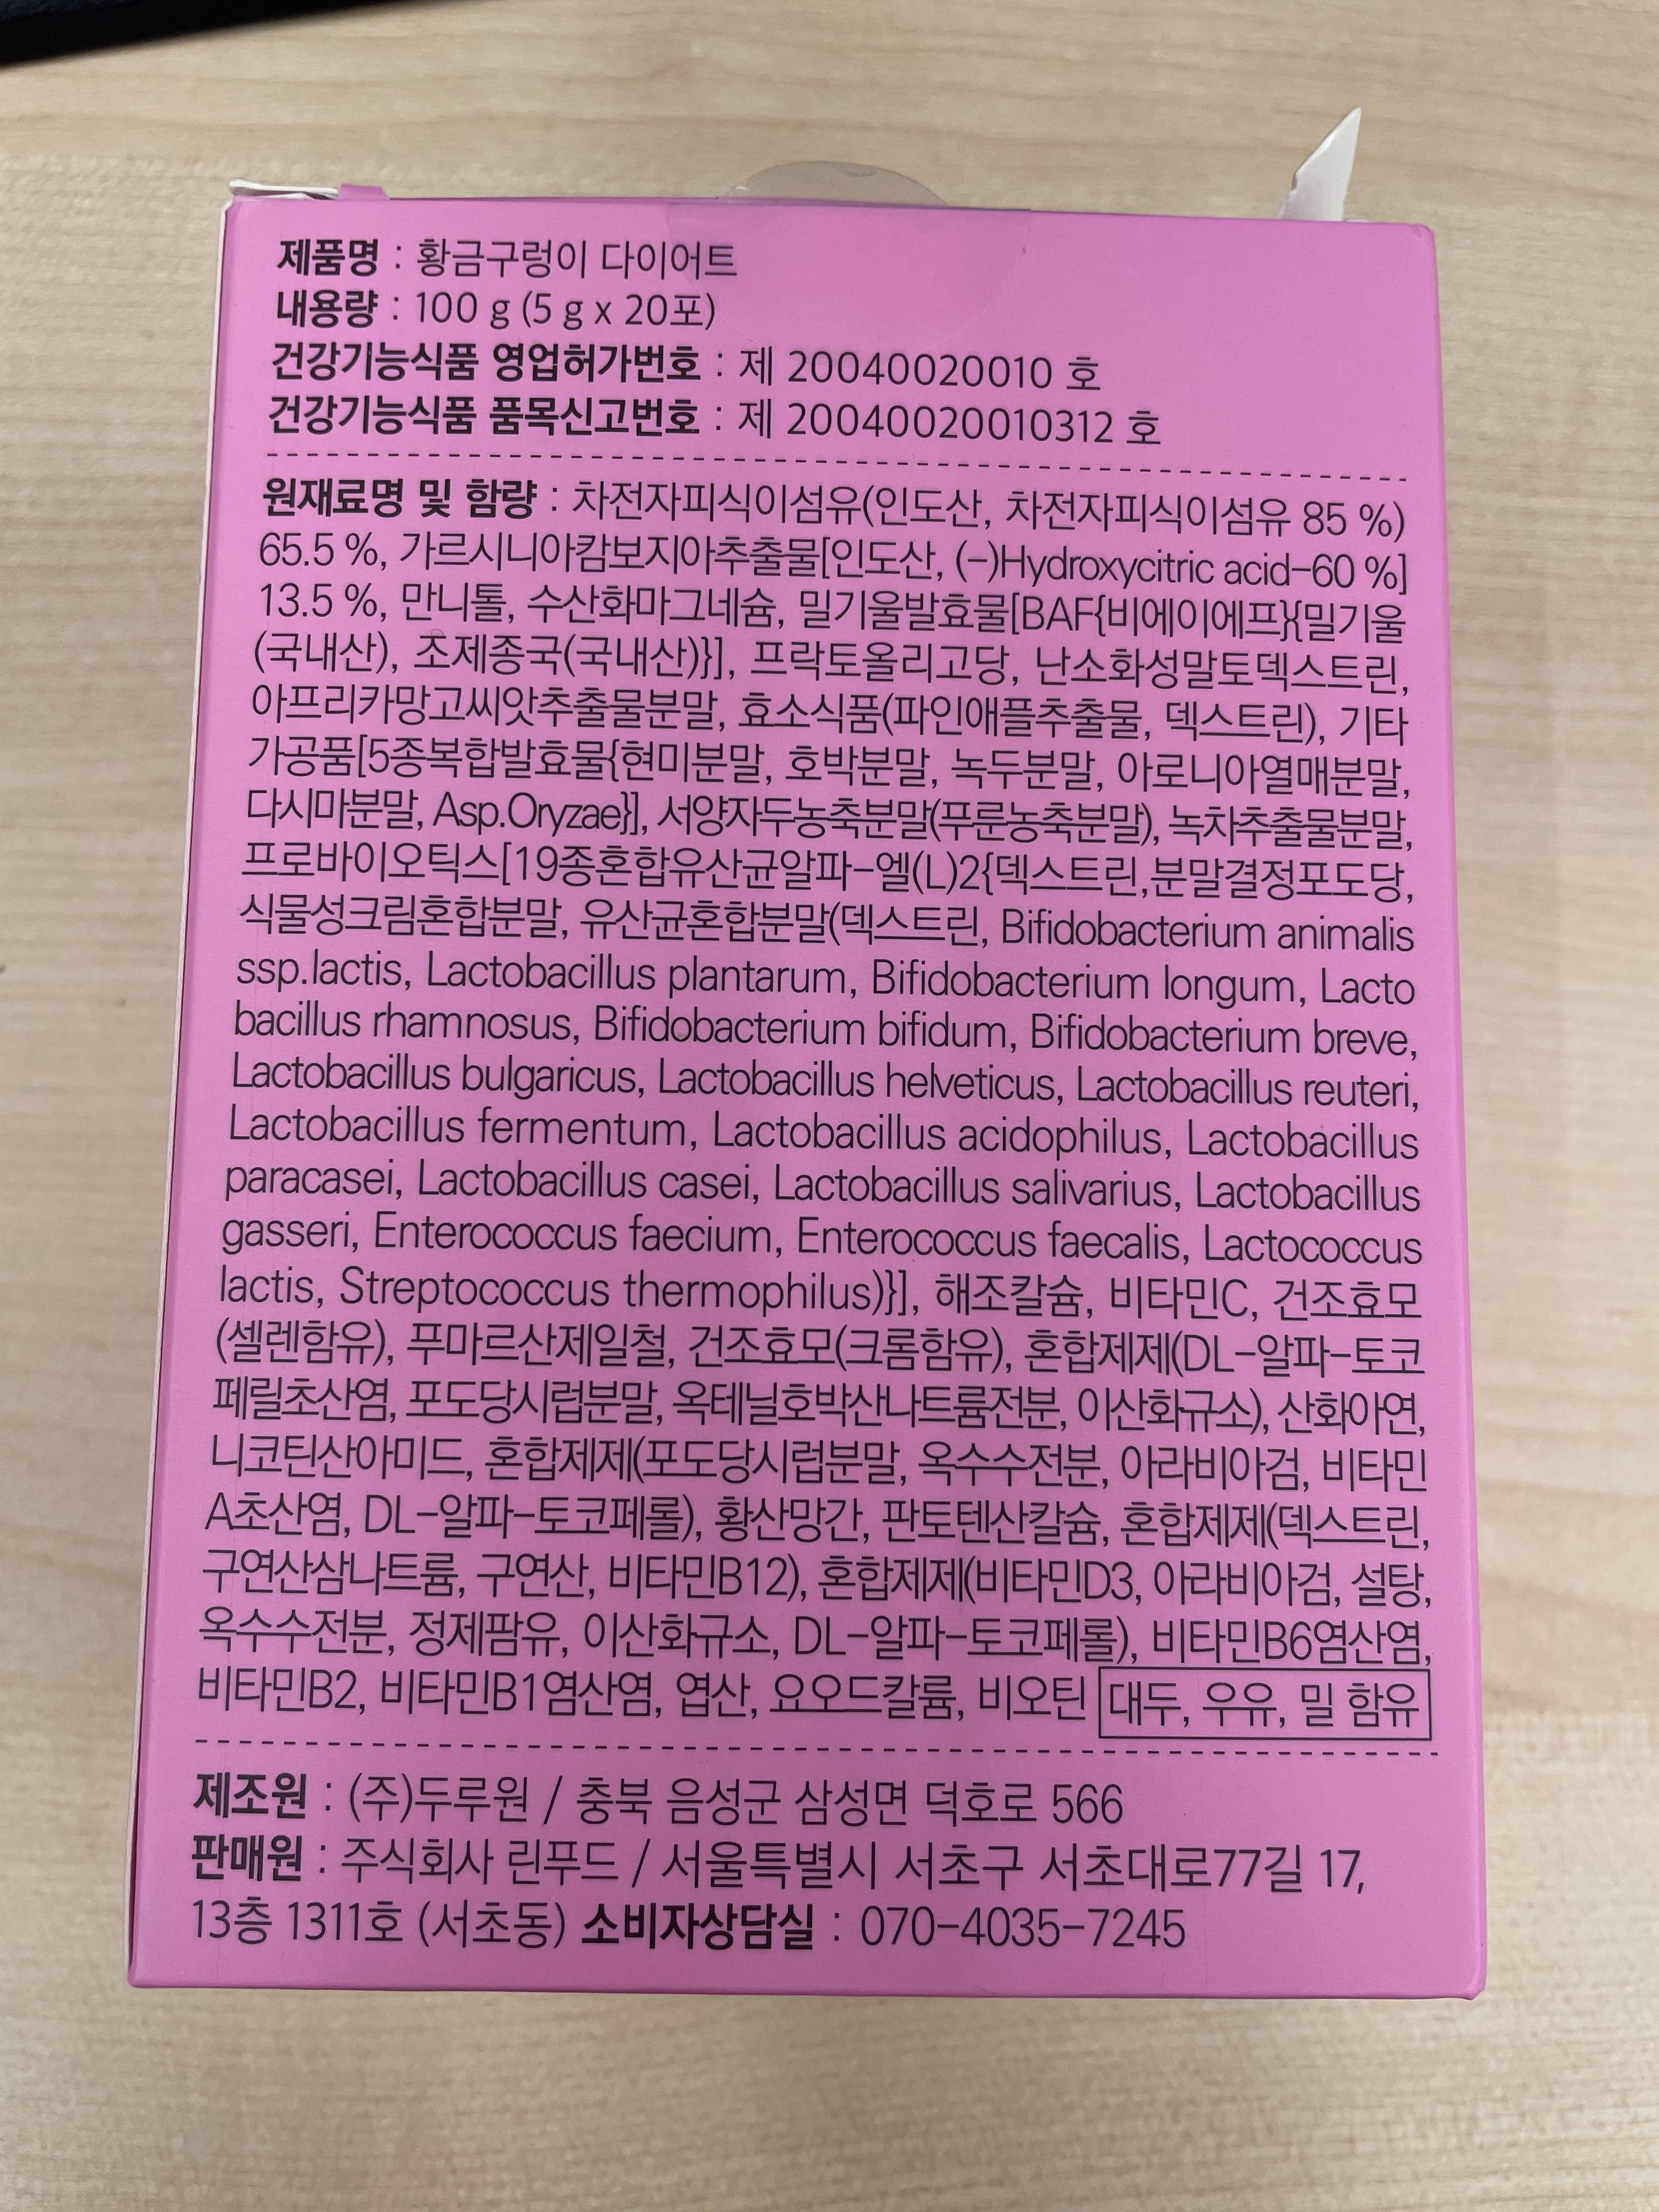 제품명 : 황금구렁이 다이어트
내용량 : 100 g (5 g x 20포)
건강기능식품 영업허가번호 : 제 20040020010 호
건강기능식품 품목신고번호 : 제 20040020010312 호
원재료명 및 함량 : 차전자피식이섬유(인도산, 차전자피식이섬유 85 %)
65.5 %, 가르시니아캄보지아추출물[인도산, (-)Hydroxycitric acid-60 %]
13.5 %, 만니톨, 수산화마그네슘, 밀기울발효물[BAF{비에이에프}{밀기울
(국내산), 조제종국(국내산)}], 프락토올리고당, 난소화성말토덱스트린,
아프리카망고씨앗추출물분말, 효소식품(파인애플추출물, 덱스트린), 기타
가공품[5종복합발효물{현미분말, 호박분말, 녹두분말, 아로니아열매분말,
다시마분말, Asp.Oryzae}], 서양자두농축분말(푸룬농축분말), 녹차추출물분말,
프로바이오틱스[19종혼합유산균알파-엘(L)2{덱스트린,분말결정포도당,
식물성크림혼합분말, 유산균혼합분말(덱스트린, Bifidobacterium animalis
ssp.lactis, Lactobacillus plantarum, Bifidobacterium longum, Lacto
bacillus rhamnosus, Bifidobacterium bifidum, Bifidobacterium breve,
Lactobacillus bulgaricus, Lactobacillus helveticus, Lactobacillus reuteri,
Lactobacillus fermentum, Lactobacillus acidophilus, Lactobacillus
paracasei, Lactobacillus casei, Lactobacillus salivarius, Lactobacillus
gasseri, Enterococcus faecium, Enterococcus faecalis, Lactococcus
lactis, Streptococcus thermophilus)}], 해조칼슘, 비타민C, 건조효모
(셀렌함유), 푸마르산제일철, 건조효모(크롬함유), 혼합제제(DL-알파-토코
페릴초산염, 포도당시럽분말, 옥테닐호박산나트륨전분, 이산화규소), 산화아연,
니코틴산아미드, 혼합제제(포도당시럽분말, 옥수수전분, 아라비아검, 비타민
A초산염, DL-알파-토코페롤), 황산망간, 판토텐산칼슘, 혼합제제(덱스트린,
구연산삼나트륨, 구연산, 비타민B12), 혼합제제(비타민D3, 아라비아검, 설탕,
옥수수전분, 정제팜유, 이산화규소, DL-알파-토코페롤), 비타민B6염산염,
비타민B2, 비타민B1염산염, 엽산, 요오드칼륨, 비오틴 대두, 우유, 밀 함유
제조원 : (주)두루원 / 충북 음성군 삼성면 덕호로 566
판매원 : 주식회사 린푸드 / 서울특별시 서초구 서초대로77길 17,
13층 1311호 (서초동) 소비자상담실 : 070-4035-7245